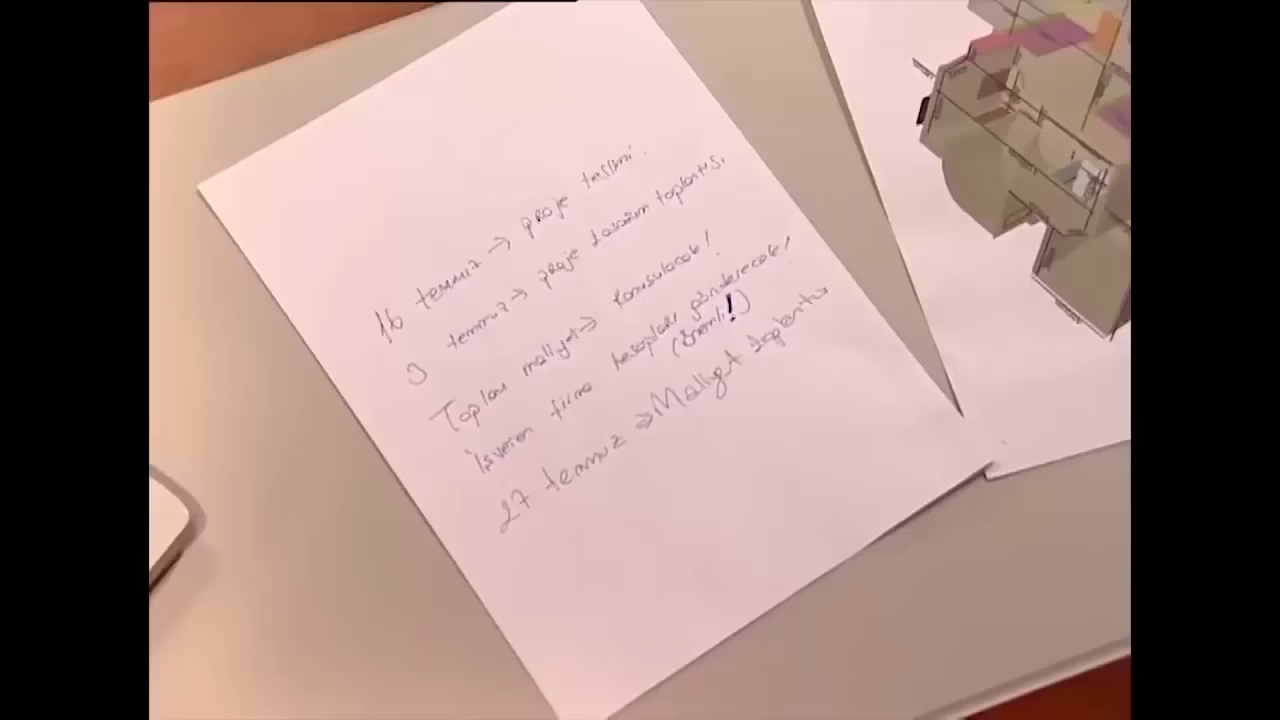 16 temmuz → proje teslimi.
9 temmuz → proje tasarım toplantısı
Toplam maliyet → konuşulacak!
İşveren firma hesapları gönderecek!
(Önemli!)
27 temmuz → Maliyet toplantısı